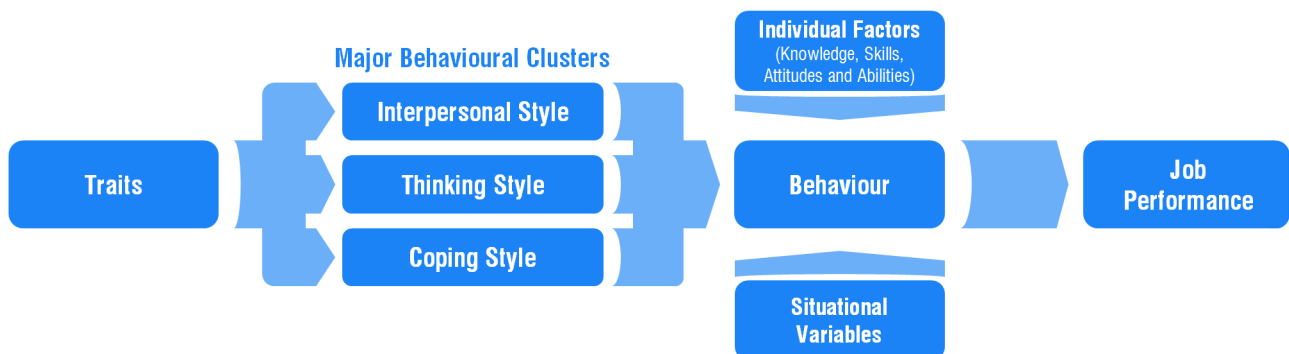 Individual Factors
(Knowledge, Skills,
Attitudes and Abilities)
Major Behavioural Clusters
Interpersonal Style
Traits
Thinking Style
Behaviour
Job
Performance
Coping Style
Situational
Variables